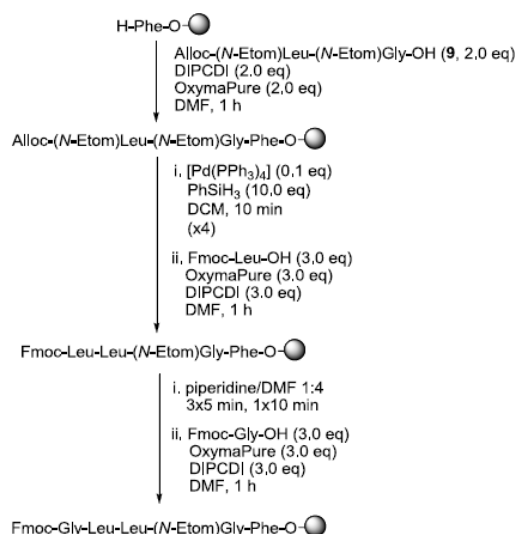 H-Phe-O-
Alloc-(N-Etom)Leu-(N-Etom)Gly-OH (9, 2,0 eq)
DIPCDI (2.0 eq)
OxymaPure (2,0 eq)
DMF, 1 h
Alloc-(N-Etom)Leu-(N-Etom)Gly-Phe-O-
i, [Pd(PPh3)4] (0,1 eq)
PhSiH3 (10,0 eq)
DCM, 10 min
(x4)
ii, Fmoc-Leu-OH (3,0 eq)
OxymaPure (3.0 eq)
DIPCDI (3.0 eq)
DMF, 1 h
Fmoc-Leu-Leu-(N-Etom)Gly-Phe-O-
i. piperidine/DMF 1:4
3x5 min, 1x10 min
ii, Fmoc-Gly-OH (3,0 eq)
OxymaPure (3.0 eq)
DIPCDI (3,0 eq)
DMF, 1 h
Fmoc-Gly-Leu-Leu-(N-Etom)Gly-Phe-O-